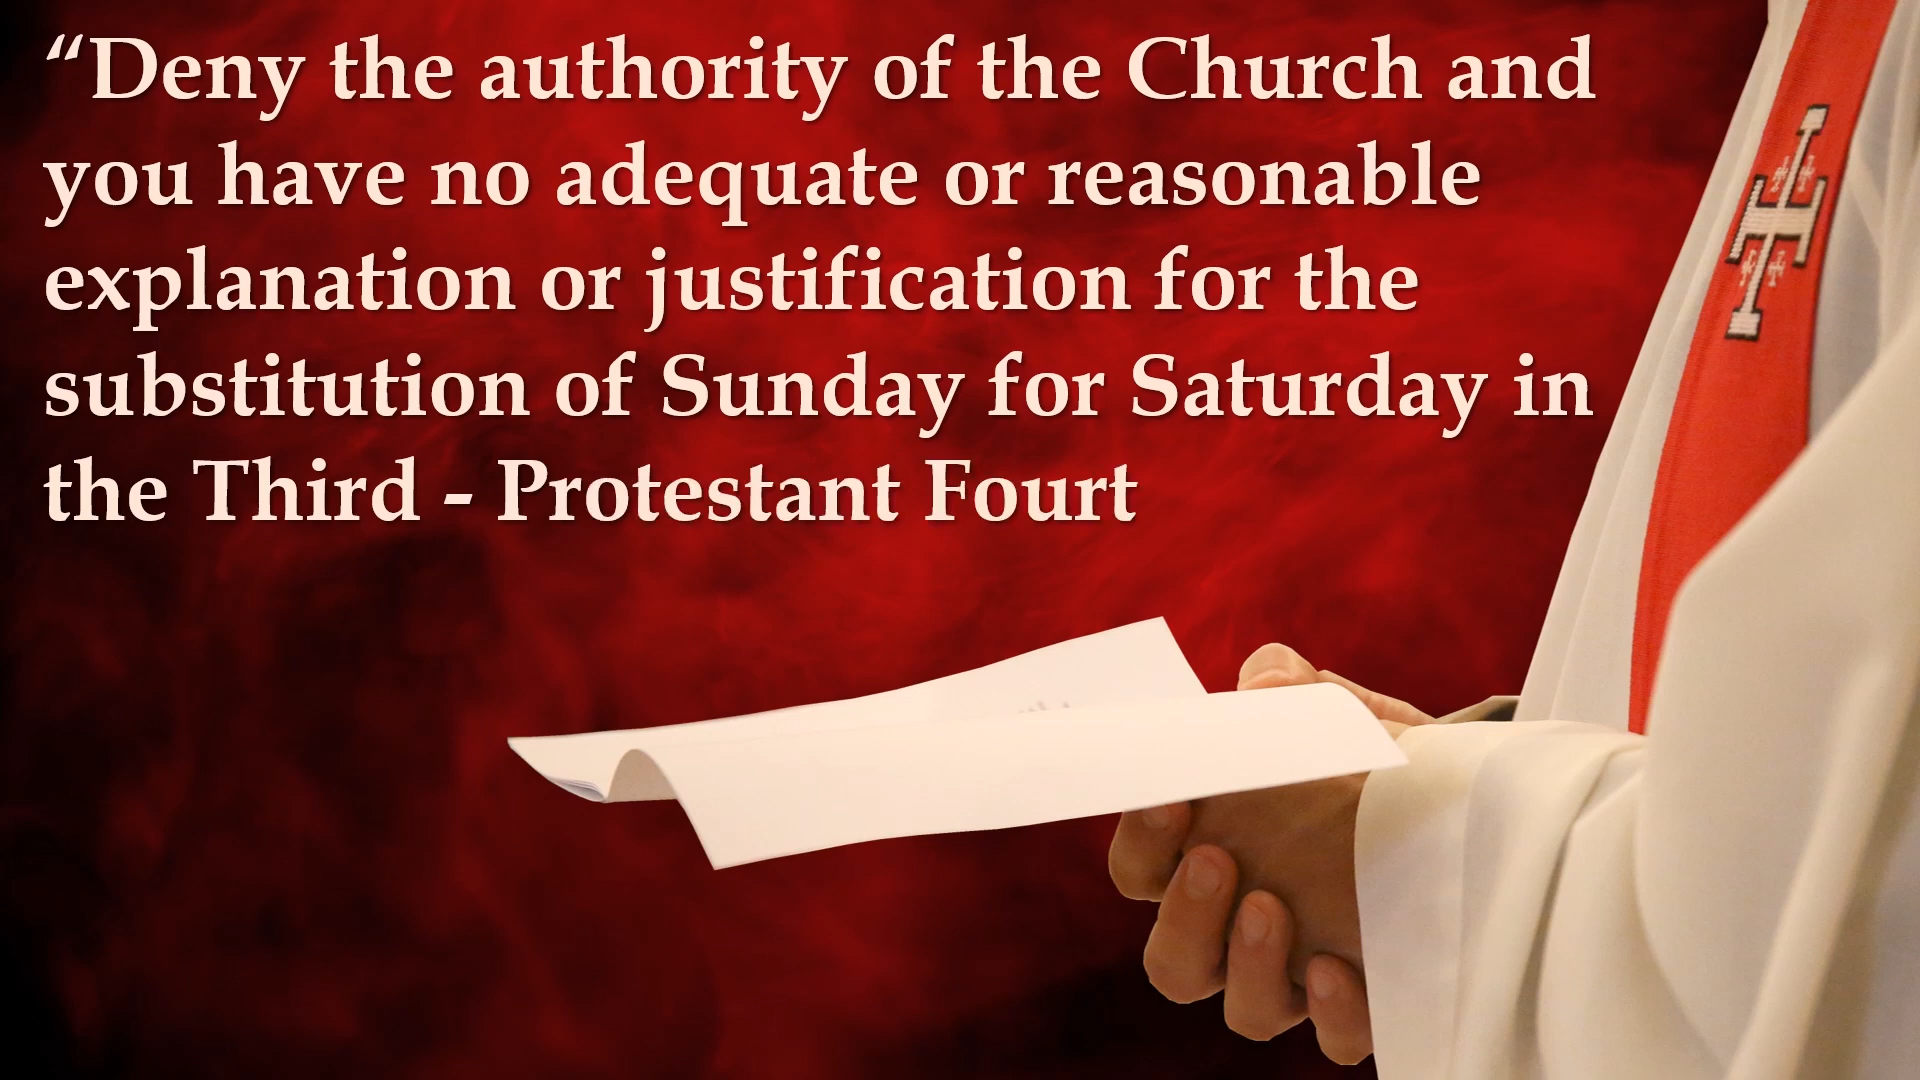 “Deny the authority of the Church and
you have no adequate or reasonable
explanation or justification for the
substitution of Sunday for Saturday in
the Third - Protestant Fourt